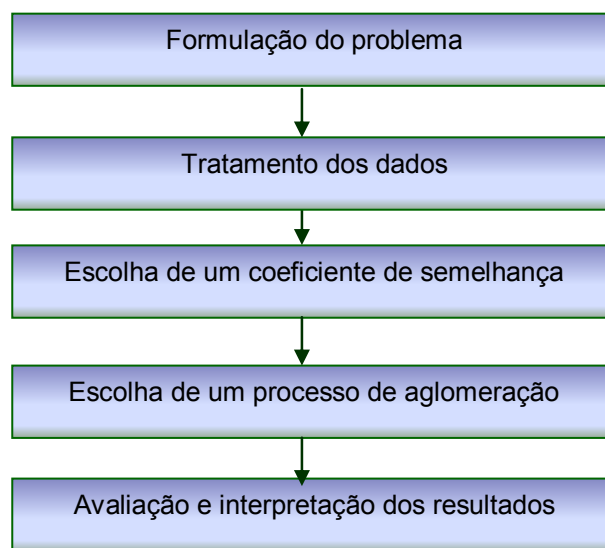 Formulação do problema
Tratamento dos dados
Escolha de um coeficiente de semelhança
Escolha de um processo de aglomeração
Avaliação e interpretação dos resultados